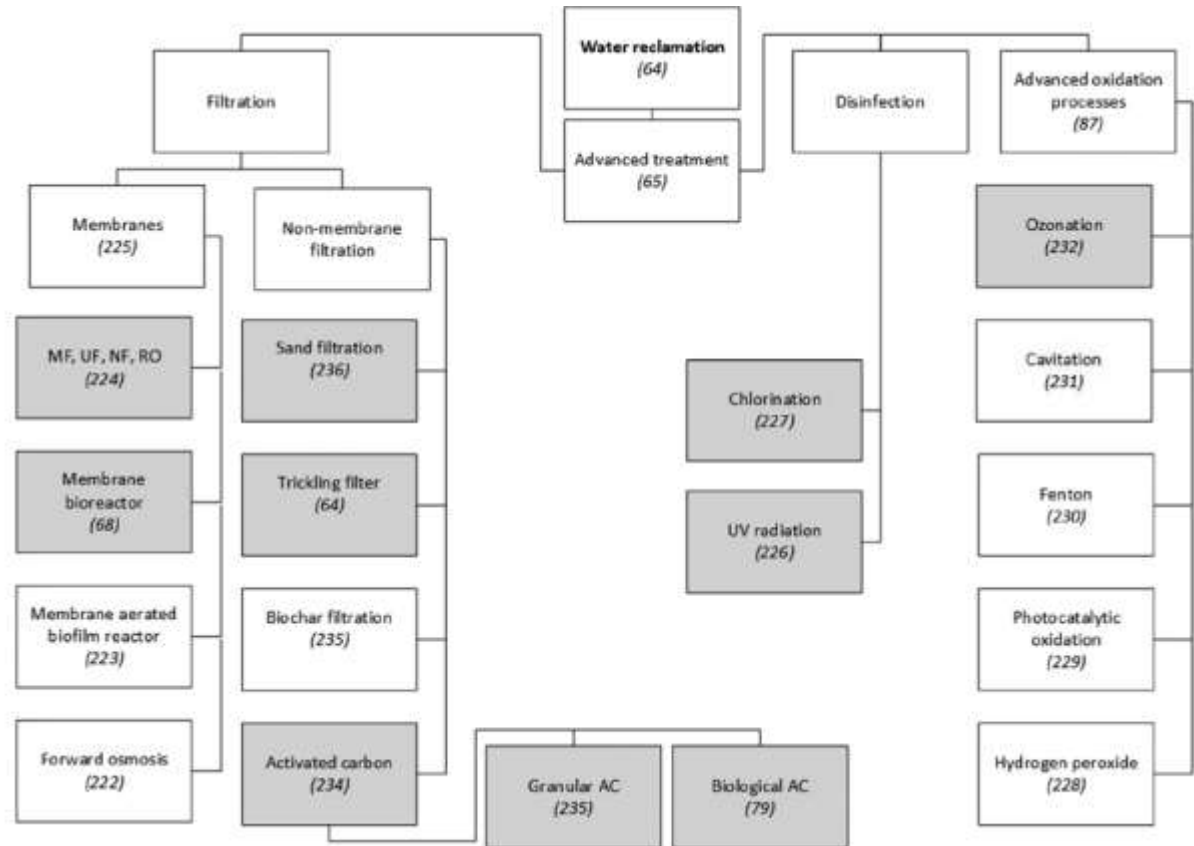 Water reclamation
(64)
Advanced treatment
(65)
Filtration
Membranes
(225)
MF, UF, NF, RO
(224)
Membrane
bioreactor
(68)
Membrane aerated
biofilm reactor
(223)
Forward osmosis
(222)
Non-membrane
filtration
Sand filtration
(236)
Trickling filter
(64)
Biochar filtration
(235)
Activated carbon
(234)
Granular AC
(235)
Biological AC
(79)
Disinfection
Chlorination
(227)
UV radiation
(226)
Advanced oxidation
processes
(87)
Ozonation
(232)
Cavitation
(231)
Fenton
(230)
Photocatalytic
oxidation
(229)
Hydrogen peroxide
(228)